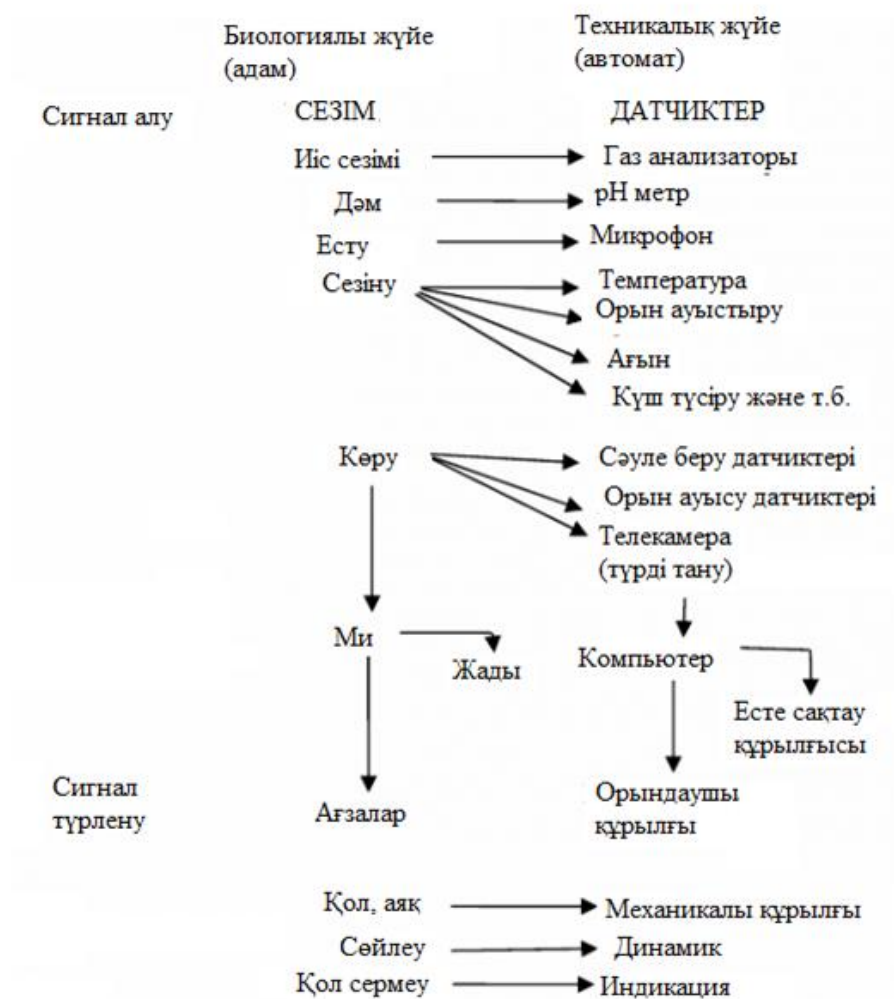 Биологиялы жүйе
(адам)
Техникалық жүйе
(автомат)
Сигнал алу
СЕЗІМ
ДАТЧИКТЕР
Иіс сезімі
Газ анализаторы
Дәм
pH метр
Есту
Микрофон
Сезіну
Температура
Орын ауыстыру
Ағын
Күш түсіру және т.б.
Көру
Сәуле беру датчиктері
Орын ауысу датчиктері
Телекамера
(түрді тану)
Ми
Жады
Компьютер
Есте сақтау
құрылғысы
Сигнал
түрлену
Ағзалар
Орындаушы
құрылғы
Қол, аяқ
Механикалы құрылғы
Сөйлеу
Динамик
Қол сермеу
Индикация